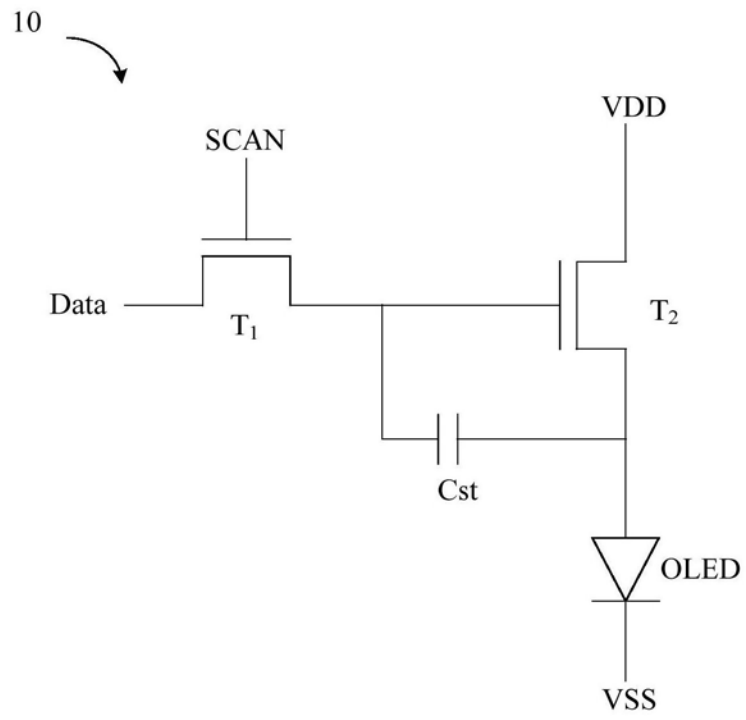 10
VDD
SCAN
Data
T₁
T₂
Cst
OLED
VSS